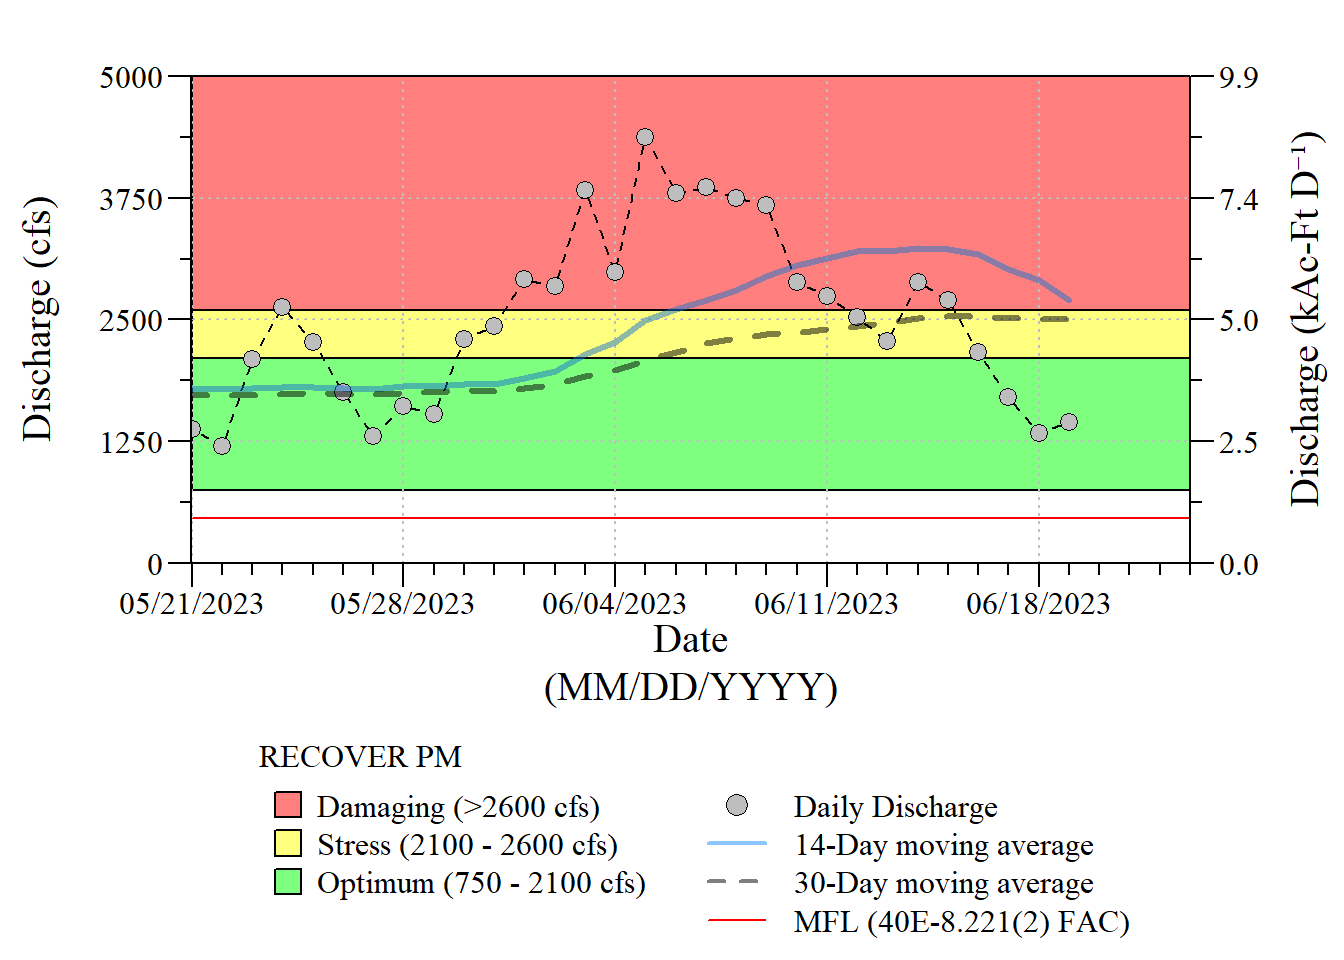 5000
3750
2500
1250
0
Discharge (cfs)
9.9
7.4
5.0
2.5
0.0
Discharge (kAc-Ft D⁻¹)
05/21/2023 05/28/2023 06/04/2023 06/11/2023 06/18/2023
Date
(MM/DD/YYYY)
RECOVER PM
Damaging (>2600 cfs)
Stress (2100 - 2600 cfs)
Optimum (750 - 2100 cfs)
Daily Discharge
14-Day moving average
30-Day moving average
MFL (40E-8.221(2) FAC)